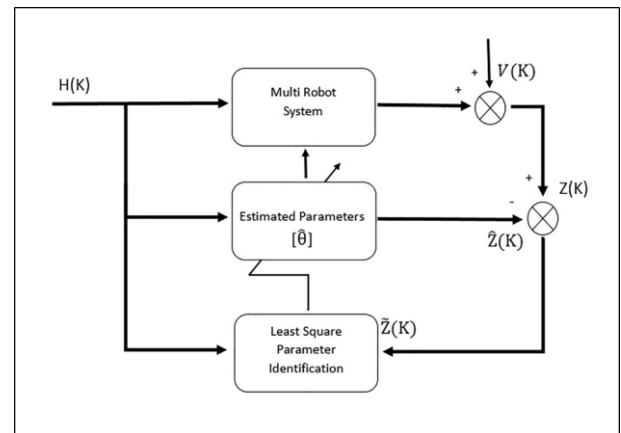 H(K)
Multi Robot
System
+
+
V(K)
+
Z(K)
-
Estimated Parameters
[θ̂]
Ẑ(K)
Least Square
Parameter
Identification
Z̃(K)